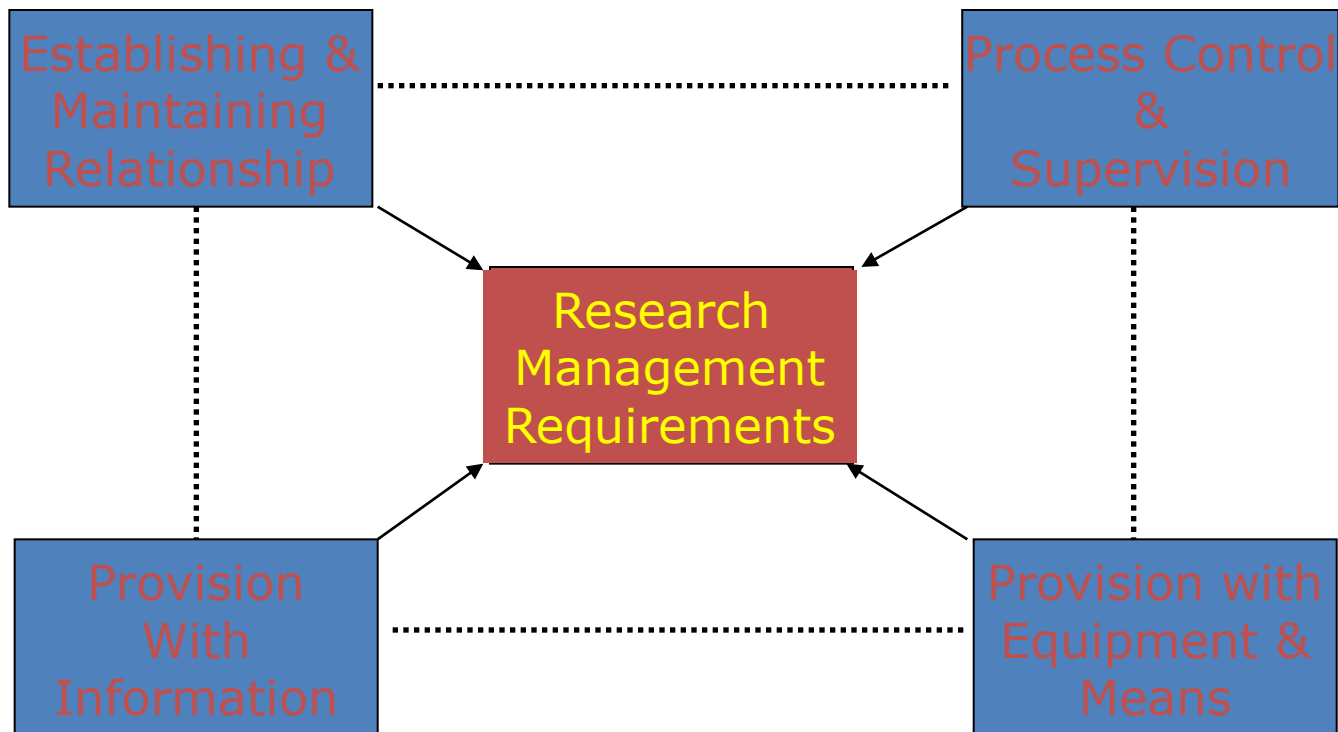 Establishing &
Maintaining
Relationship
Process Control
&
Supervision
Research
Management
Requirements
Provision
With
Information
Provision with
Equipment &
Means